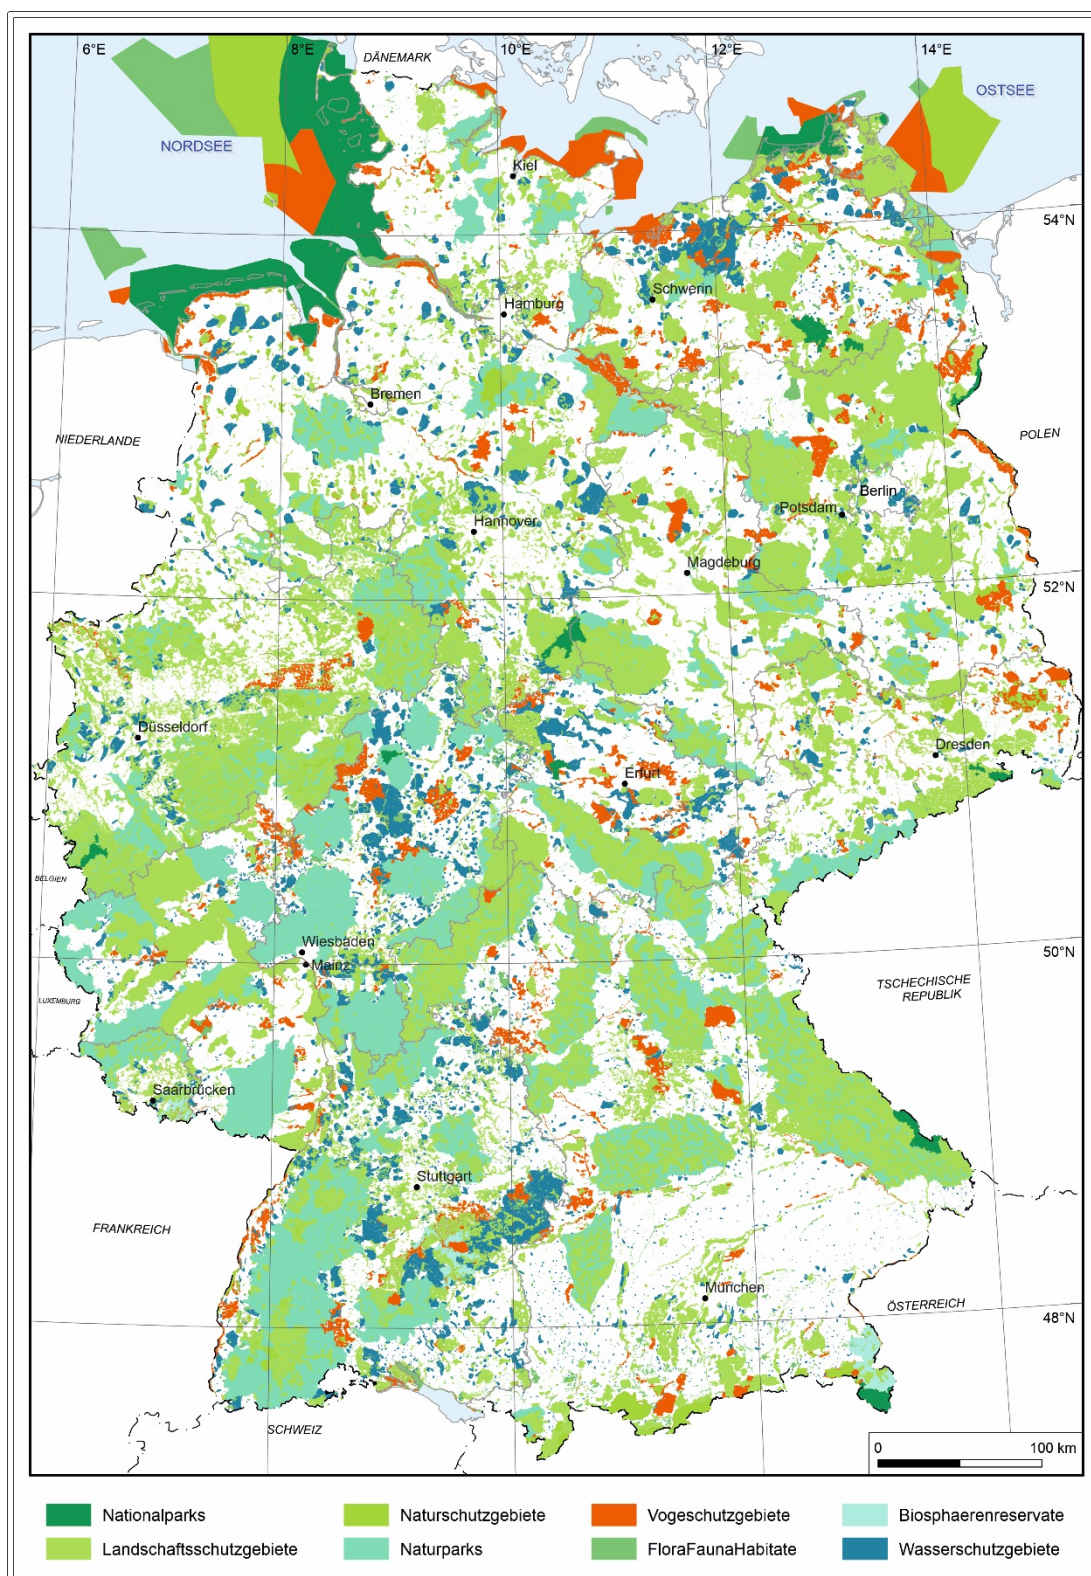 6°E
8°E
10°E
12°E
14°E
DÄNEMARK
OSTSEE
NORDSEE
Kiel
54°N
Schwerin
Hamburg
Bremen
NIEDERLANDE
POLEN
Berlin
Potsdam
Hannover
Magdeburg
52°N
Düsseldorf
Dresden
Erfurt
BELGIEN
Wiesbaden
50°N
Mainz
TSCHECHISCHE
REPUBLIK
LUXEMBURG
Saarbrücken
Stuttgart
FRANKREICH
München
ÖSTERREICH
48°N
SCHWEIZ
0 100 km
Nationalparks Naturschutzgebiete Vogeschutzgebiete Biosphaerenreservate
Landschaftsschutzgebiete Naturparks FloraFaunaHabitate Wasserschutzgebiete